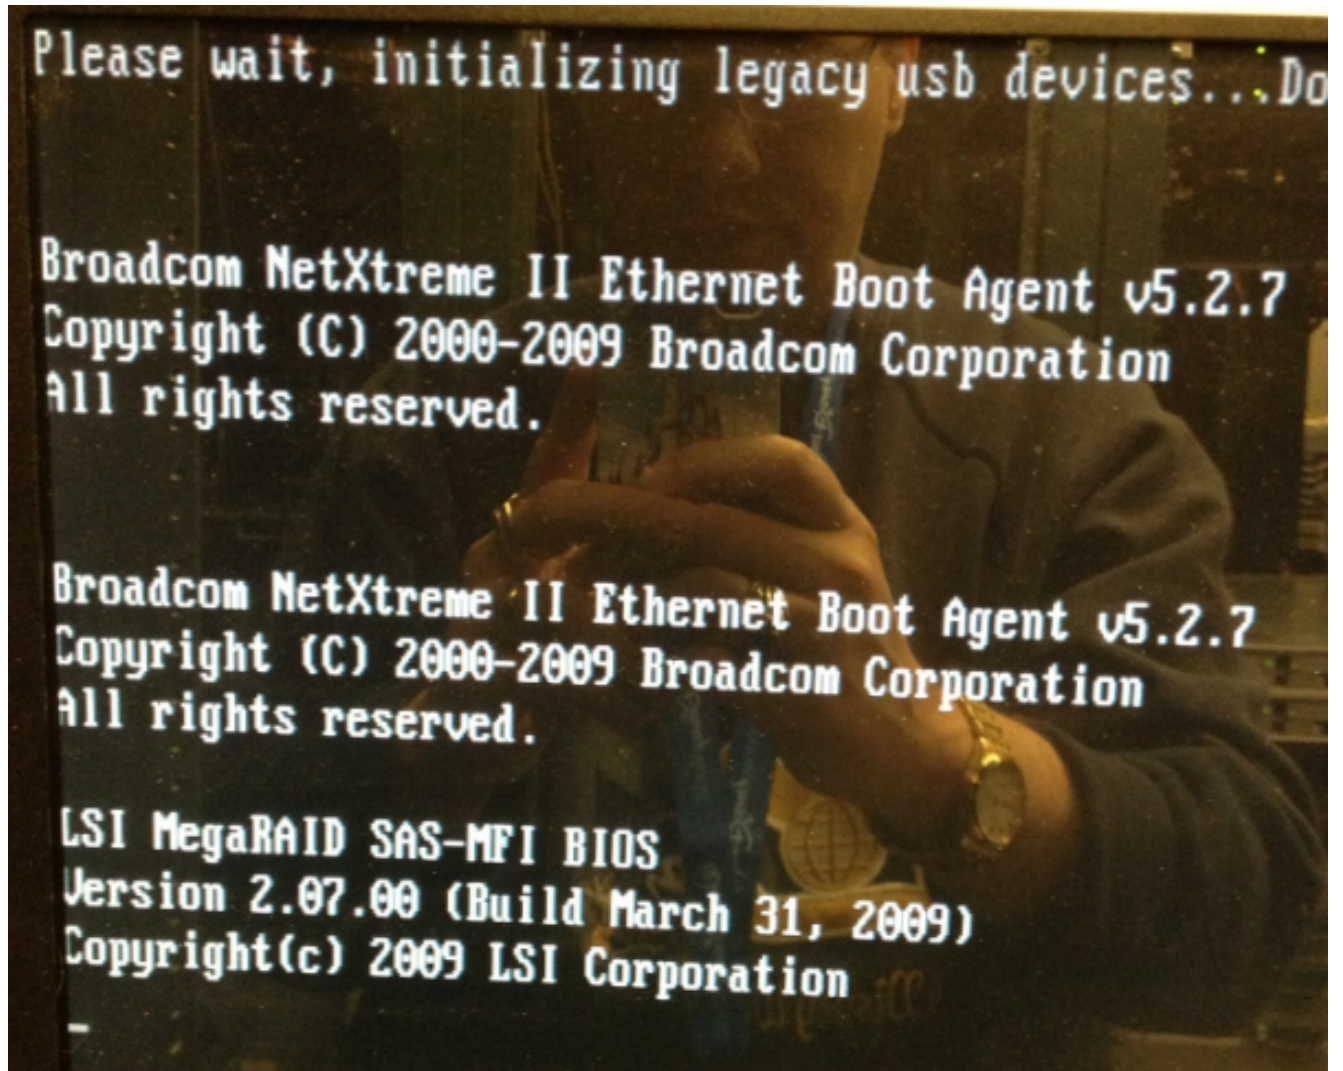 Please wait, initializing legacy usb devices...Do
Broadcom NetXtreme II Ethernet Boot Agent v5.2.7
Copyright (C) 2000-2009 Broadcom Corporation
All rights reserved.
Broadcom NetXtreme II Ethernet Boot Agent v5.2.7
Copyright (C) 2000-2009 Broadcom Corporation
All rights reserved.
LSI MegaRAID SAS-MFI BIOS
Version 2.07.00 (Build March 31, 2009)
Copyright(c) 2009 LSI Corporation